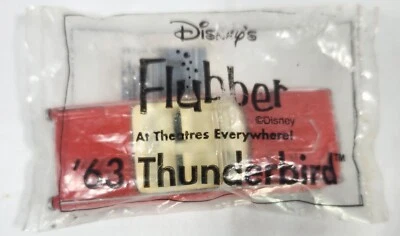 Disney's
Flubber
©Disney
At Theatres Everywhere!
'63 Thunderbird™